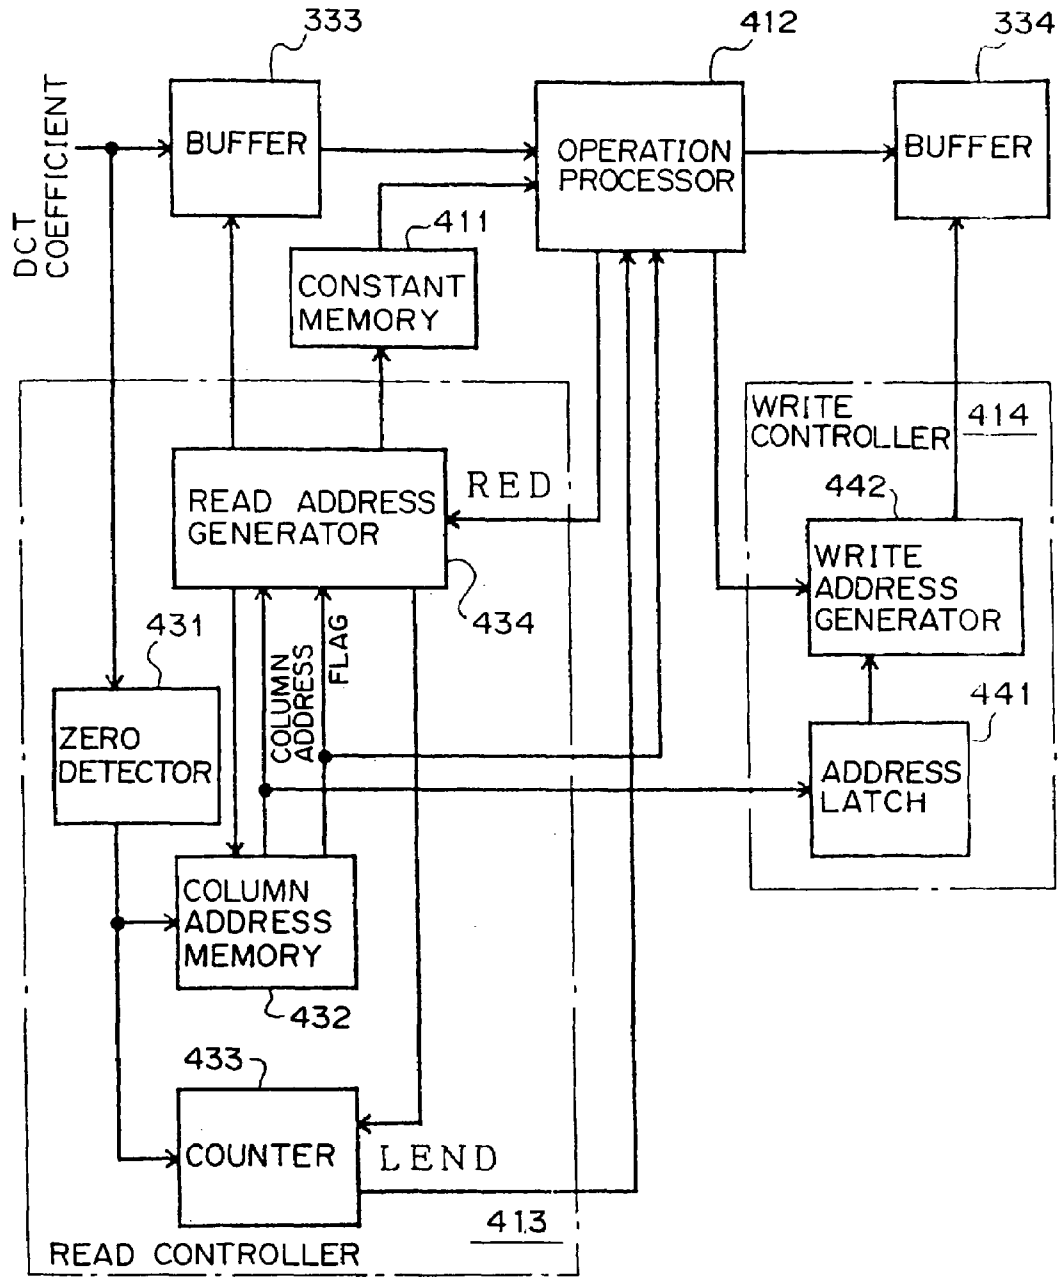 333
412
334
DCT
COEFFICIENT
BUFFER
OPERATION
PROCESSOR
BUFFER
411
CONSTANT
MEMORY
WRITE
CONTROLLER
414
442
READ ADDRESS
GENERATOR
RED
434
WRITE
ADDRESS
GENERATOR
431
COLUMN
ADDRESS
FLAG
ZERO
DETECTOR
441
ADDRESS
LATCH
COLUMN
ADDRESS
MEMORY
432
433
COUNTER
LEND
413
READ CONTROLLER